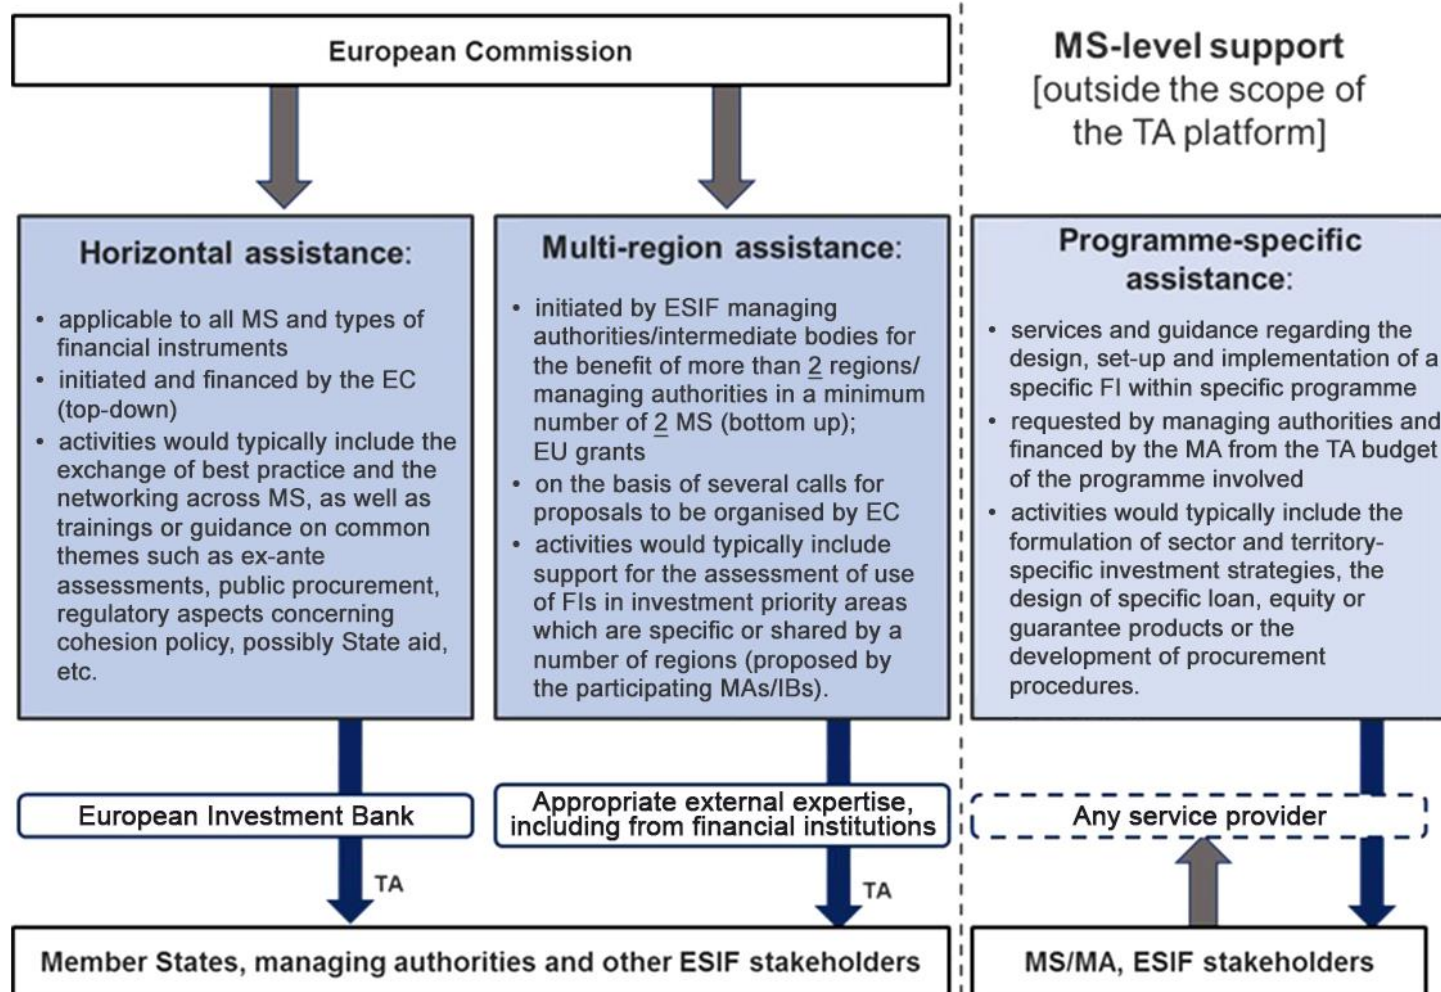 European Commission
MS-level support
[outside the scope of
the TA platform]
Horizontal assistance:
• applicable to all MS and types of
financial instruments
• initiated and financed by the EC
(top-down)
• activities would typically include the
exchange of best practice and the
networking across MS, as well as
trainings or guidance on common
themes such as ex-ante
assessments, public procurement,
regulatory aspects concerning
cohesion policy, possibly State aid,
etc.
Multi-region assistance:
• initiated by ESIF managing
authorities/intermediate bodies for
the benefit of more than 2 regions/
managing authorities in a minimum
number of 2 MS (bottom up);
EU grants
• on the basis of several calls for
proposals to be organised by EC
• activities would typically include
support for the assessment of use
of FIs in investment priority areas
which are specific or shared by a
number of regions (proposed by
the participating MAs/IBs).
Programme-specific
assistance:
• services and guidance regarding the
design, set-up and implementation of a
specific FI within specific programme
• requested by managing authorities and
financed by the MA from the TA budget
of the programme involved
• activities would typically include the
formulation of sector and territory-
specific investment strategies, the
design of specific loan, equity or
guarantee products or the
development of procurement
procedures.
European Investment Bank
Appropriate external expertise,
including from financial institutions
Any service provider
TA
TA
Member States, managing authorities and other ESIF stakeholders
MS/MA, ESIF stakeholders